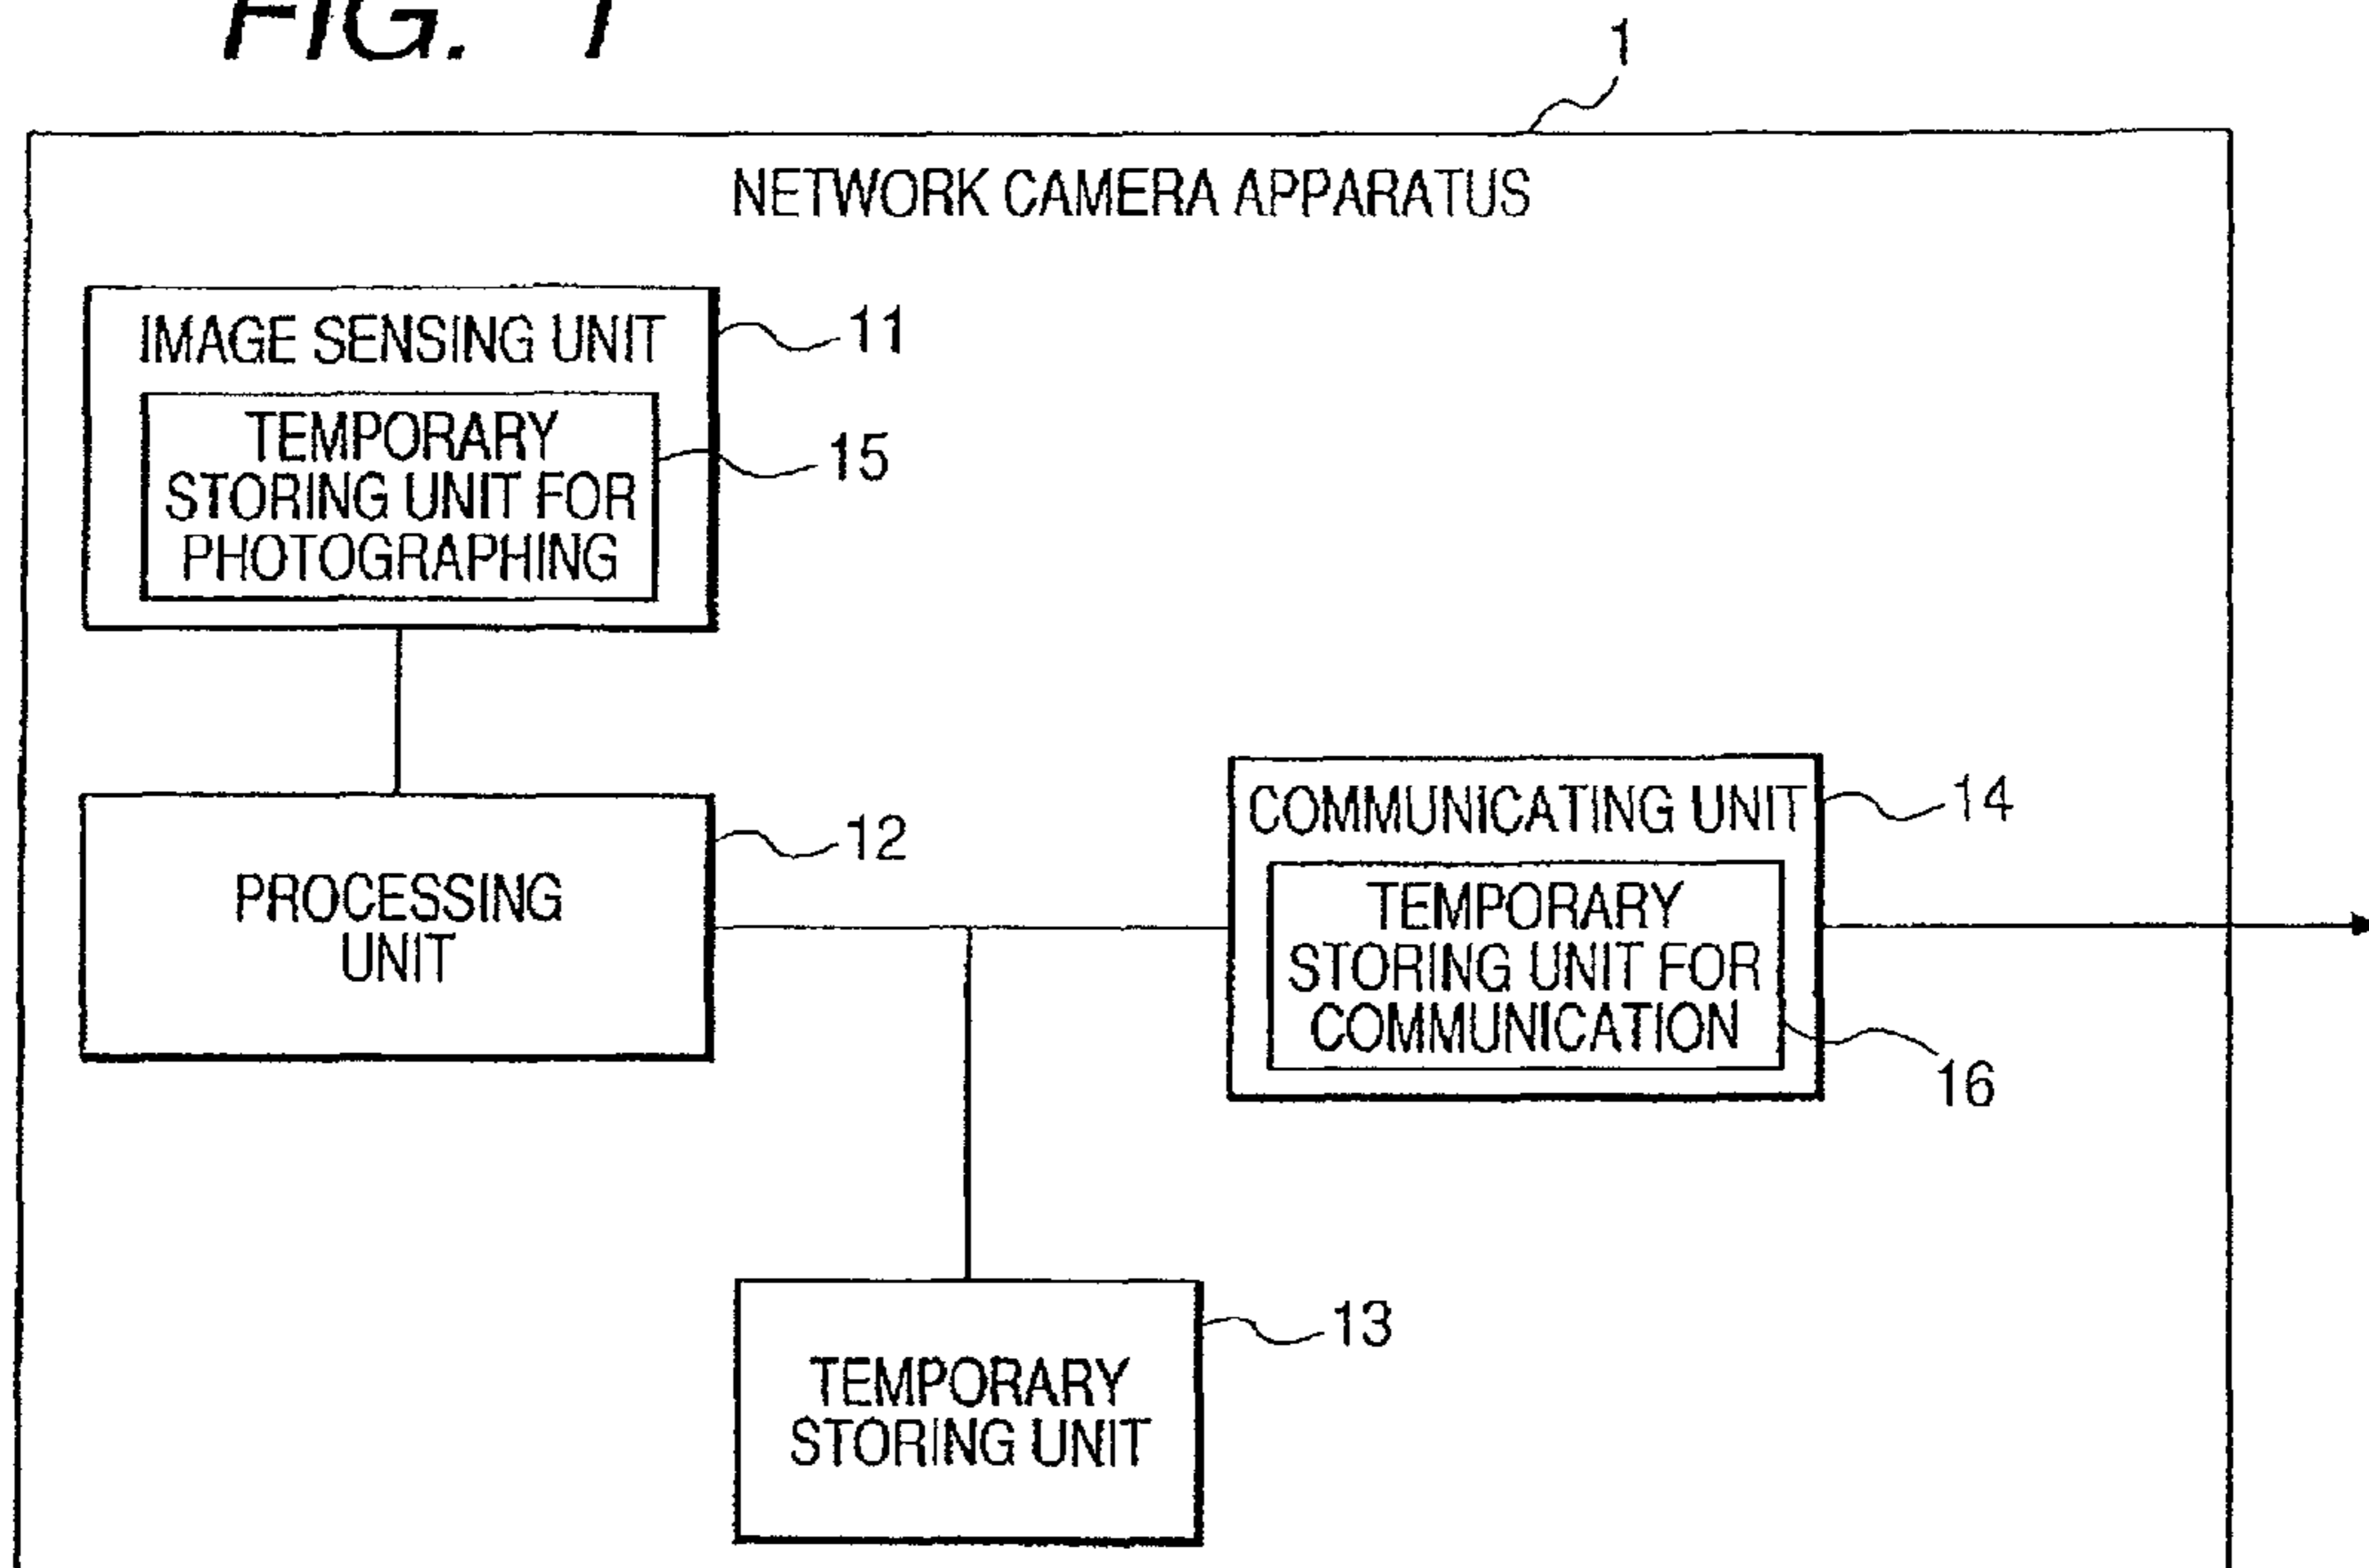 FIG. 1
1
NETWORK CAMERA APPARATUS
IMAGE SENSING UNIT
11
TEMPORARY
STORING UNIT FOR
PHOTOGRAPHING
15
PROCESSING
UNIT
12
COMMUNICATING UNIT
14
TEMPORARY
STORING UNIT FOR
COMMUNICATION
16
TEMPORARY
STORING UNIT
13